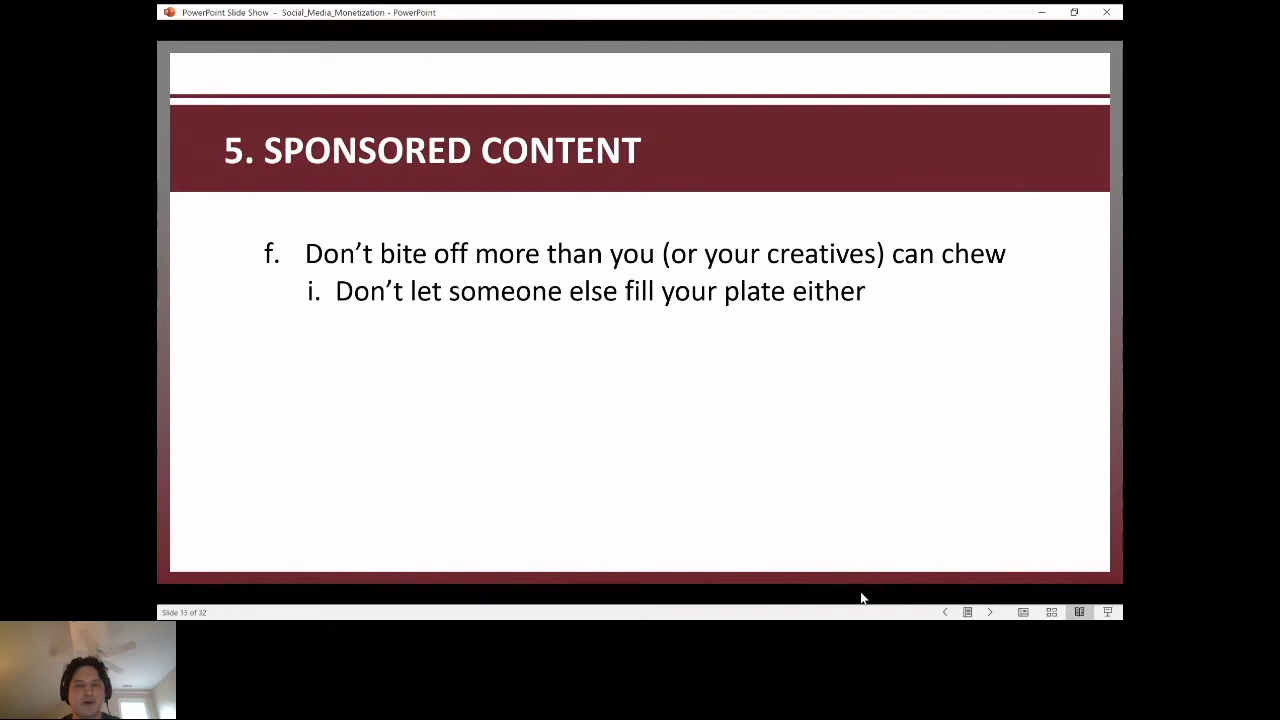 PowerPoint Slide Show - Social_Media_Monetization - PowerPoint
5. SPONSORED CONTENT
f. Don’t bite off more than you (or your creatives) can chew
i. Don’t let someone else fill your plate either
Slide 15 of 32